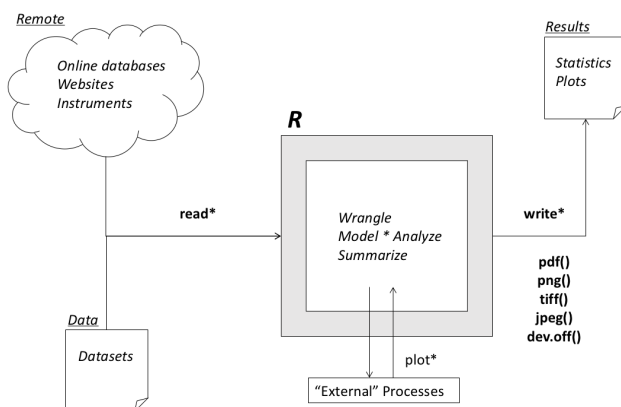 Remote
Online databases
Websites
Instruments
Results
Statistics
Plots
R
read*
Wrangle
Model * Analyze
Summarize
write*
pdf()
png()
tiff()
jpeg()
dev.off()
Data
Datasets
plot*
“External” Processes